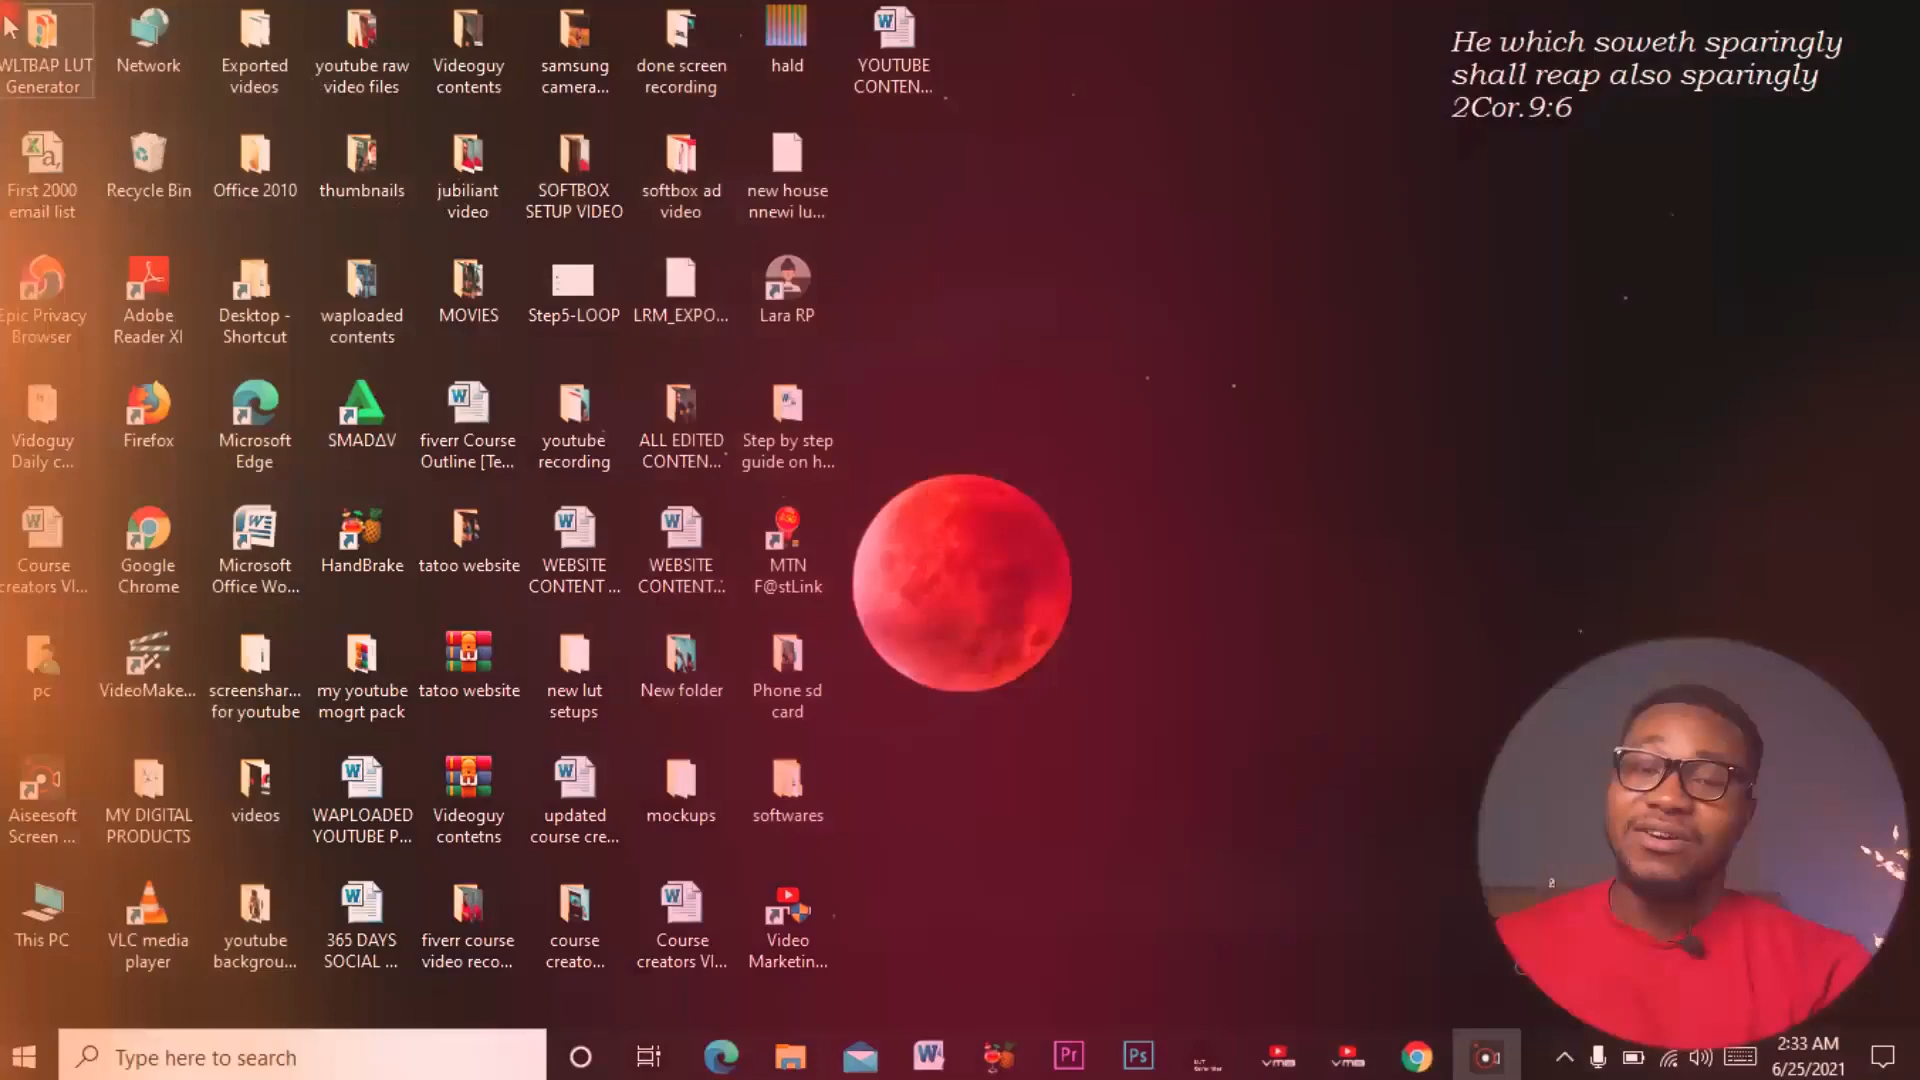 He which soweth sparingly
shall reap also sparingly
2Cor.9:6
WLTBAP LUT
Generator
Network
Exported
videos
youtube raw
video files
Videoguy
contents
samsung
camera...
done screen
recording
hald
YOUTUBE
CONTEN...
First 2000
email list
Recycle Bin
Office 2010
thumbnails
jubiliant
video
SOFTBOX
SETUP VIDEO
softbox ad
video
new house
nnewi lu...
Epic Privacy
Browser
Adobe
Reader XI
Desktop -
Shortcut
waploaded
contents
MOVIES
Step5-LOOP
LRM_EXPO...
Lara RP
Vidoguy
Daily c...
Firefox
Microsoft
Edge
SMADΔV
fiverr Course
Outline [Te...
youtube
recording
ALL EDITED
CONTEN...
Step by step
guide on h...
Course
creators VI...
Google
Chrome
Microsoft
Office Wo...
HandBrake
tatoo website
WEBSITE
CONTENT ...
WEBSITE
CONTENT...
MTN
F@stLink
pc
VideoMake...
screenshar...
for youtube
my youtube
mogrt pack
tatoo website
new lut
setups
New folder
Phone sd
card
Aiseesoft
Screen ...
MY DIGITAL
PRODUCTS
videos
WAPLOADED
YOUTUBE P...
Videoguy
contetns
updated
course cre...
mockups
softwares
This PC
VLC media
player
youtube
backgrou...
365 DAYS
SOCIAL ...
fiverr course
video reco...
course
creato...
Course
creators VI...
Video
Marketin...
Type here to search
Pr
Ps
2:33 AM
6/25/2021